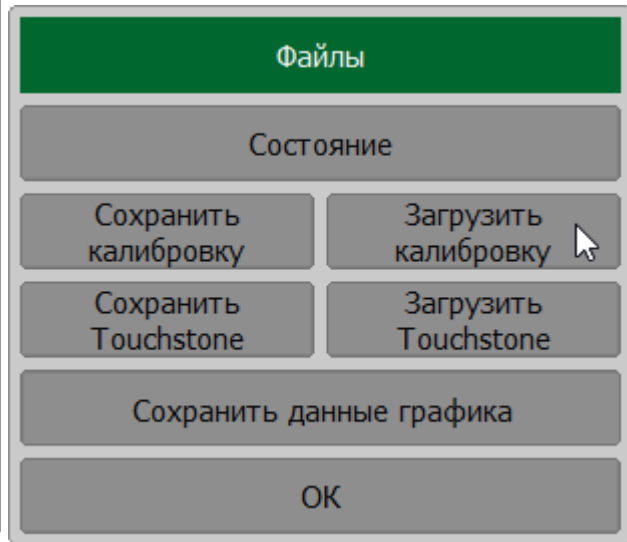 Файлы
Состояние
Сохранить
калибровку
Загрузить
калибровку
Сохранить
Touchstone
Загрузить
Touchstone
Сохранить данные графика
ОК